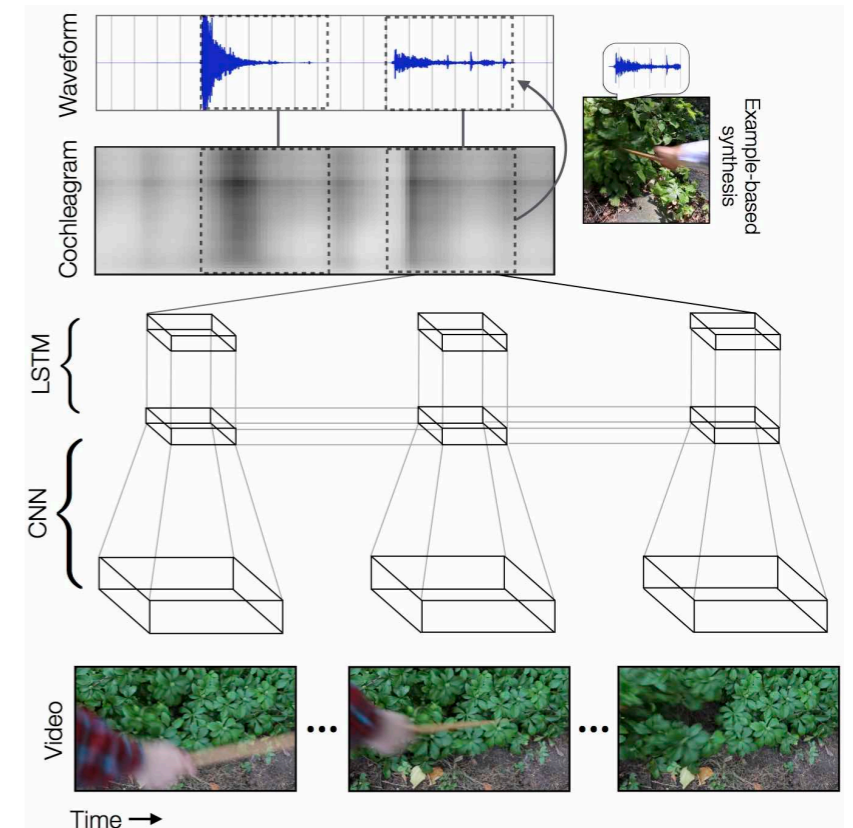 Waveform
Example-based
synthesis
Cochleagram
LSTM
CNN
Video
Time